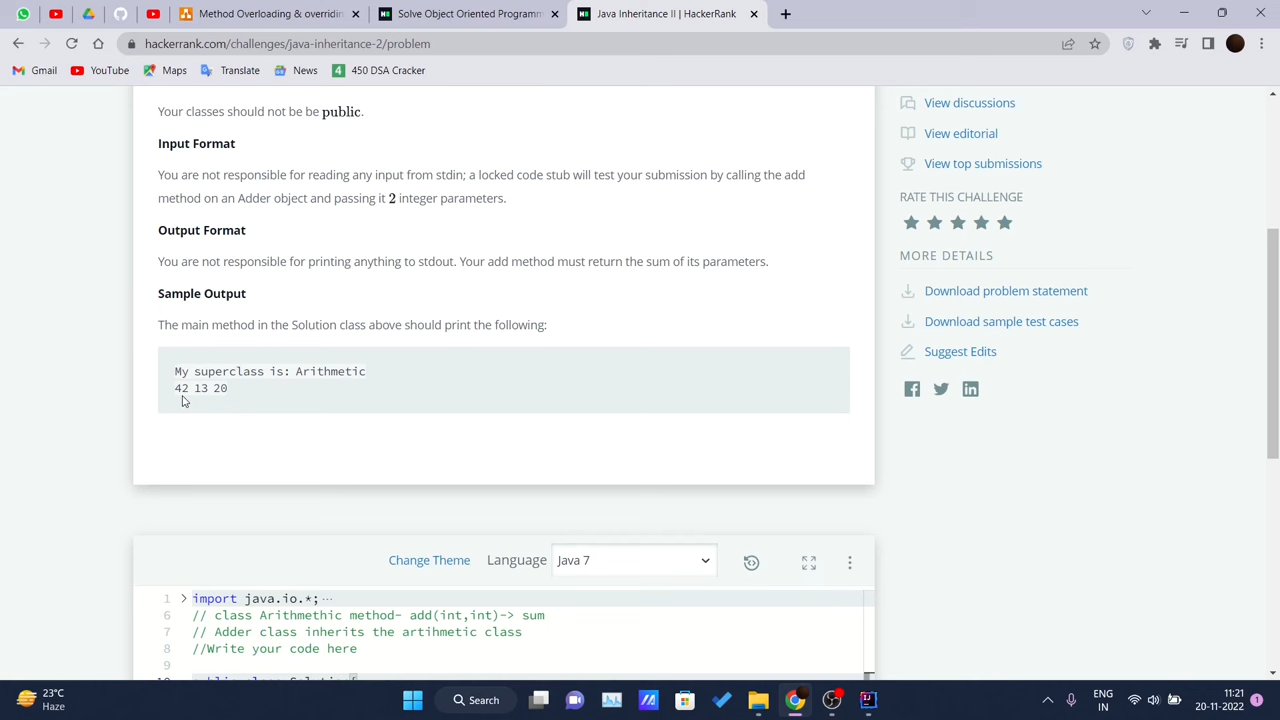 Method Overloading & overridin
Solve Object Oriented Programm
Java Inheritance II | HackerRank
hackerrank.com/challenges/java-inheritance-2/problem
Gmail
YouTube
Maps
Translate
News
4 450 DSA Cracker
Your classes should not be be public.
Input Format
You are not responsible for reading any input from stdin; a locked code stub will test your submission by calling the add
method on an Adder object and passing it 2 integer parameters.
Output Format
You are not responsible for printing anything to stdout. Your add method must return the sum of its parameters.
Sample Output
The main method in the Solution class above should print the following:
My superclass is: Arithmetic
42 13 20
View discussions
View editorial
View top submissions
RATE THIS CHALLENGE
MORE DETAILS
Download problem statement
Download sample test cases
Suggest Edits
Change Theme Language Java 7
1 import java.io.*; ...
6 // class Arithmethic method- add(int,int)-> sum
7 // Adder class inherits the artihmetic class
8 //Write your code here
9
23°C
Haze
Search
ENG
IN
11:21
20-11-2022
1